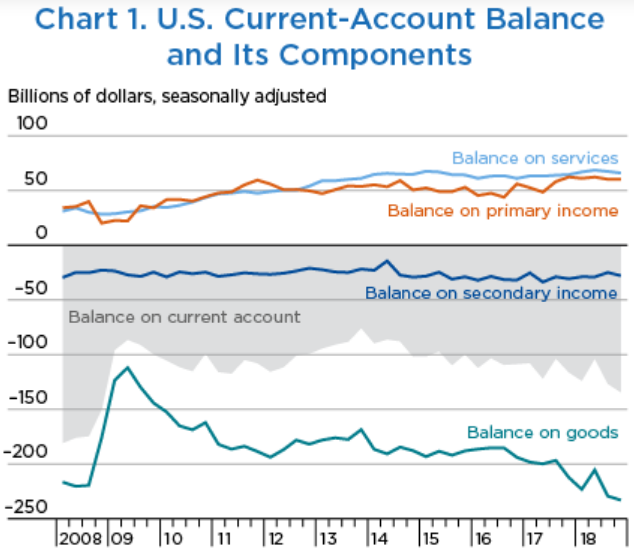 Chart 1. U.S. Current-Account Balance
and Its Components
Billions of dollars, seasonally adjusted
100
Balance on services
50
Balance on primary income
0
-50
Balance on secondary income
Balance on current account
-100
-150
Balance on goods
-200
-250
2008 09 10 11 12 13 14 15 16 17 18